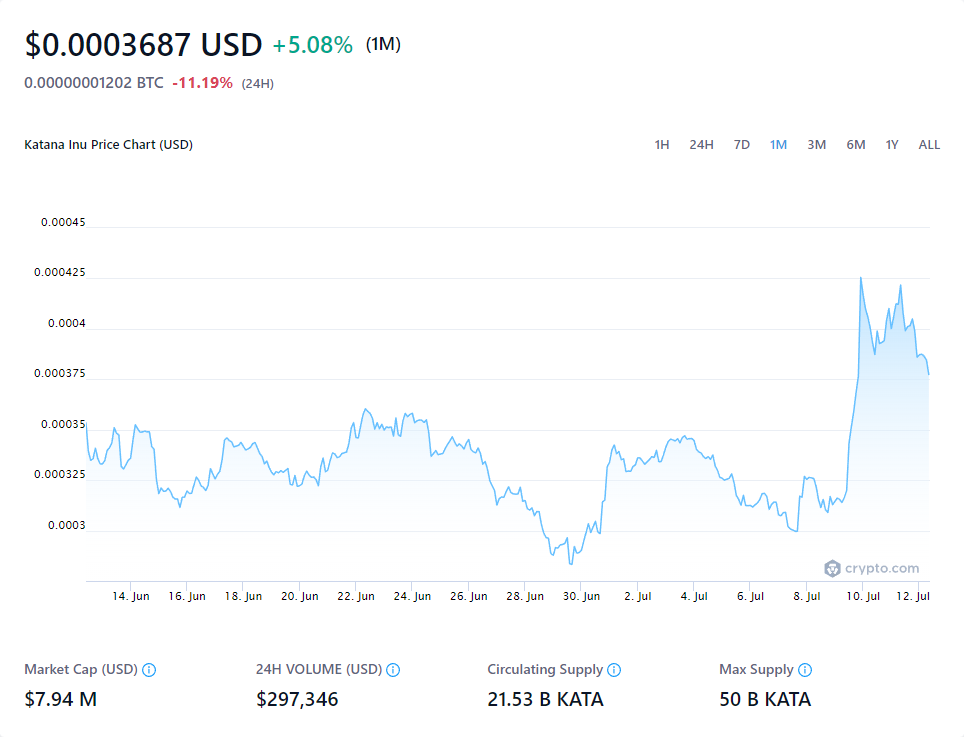 $0.0003687 USD +5.08% (1M)
0.00000001202 BTC -11.19% (24H)
Katana Inu Price Chart (USD)
1H 24H 7D 1M 3M 6M 1Y ALL
0.00045
0.000425
0.0004
0.000375
0.00035
0.000325
0.0003
crypto.com
14. Jun 16. Jun 18. Jun 20. Jun 22. Jun 24. Jun 26. Jun 28. Jun 30. Jun 2. Jul 4. Jul 6. Jul 8. Jul 10. Jul 12. Jul
Market Cap (USD) 24H VOLUME (USD) Circulating Supply Max Supply
$7.94 M $297,346 21.53 B KATA 50 B KATA